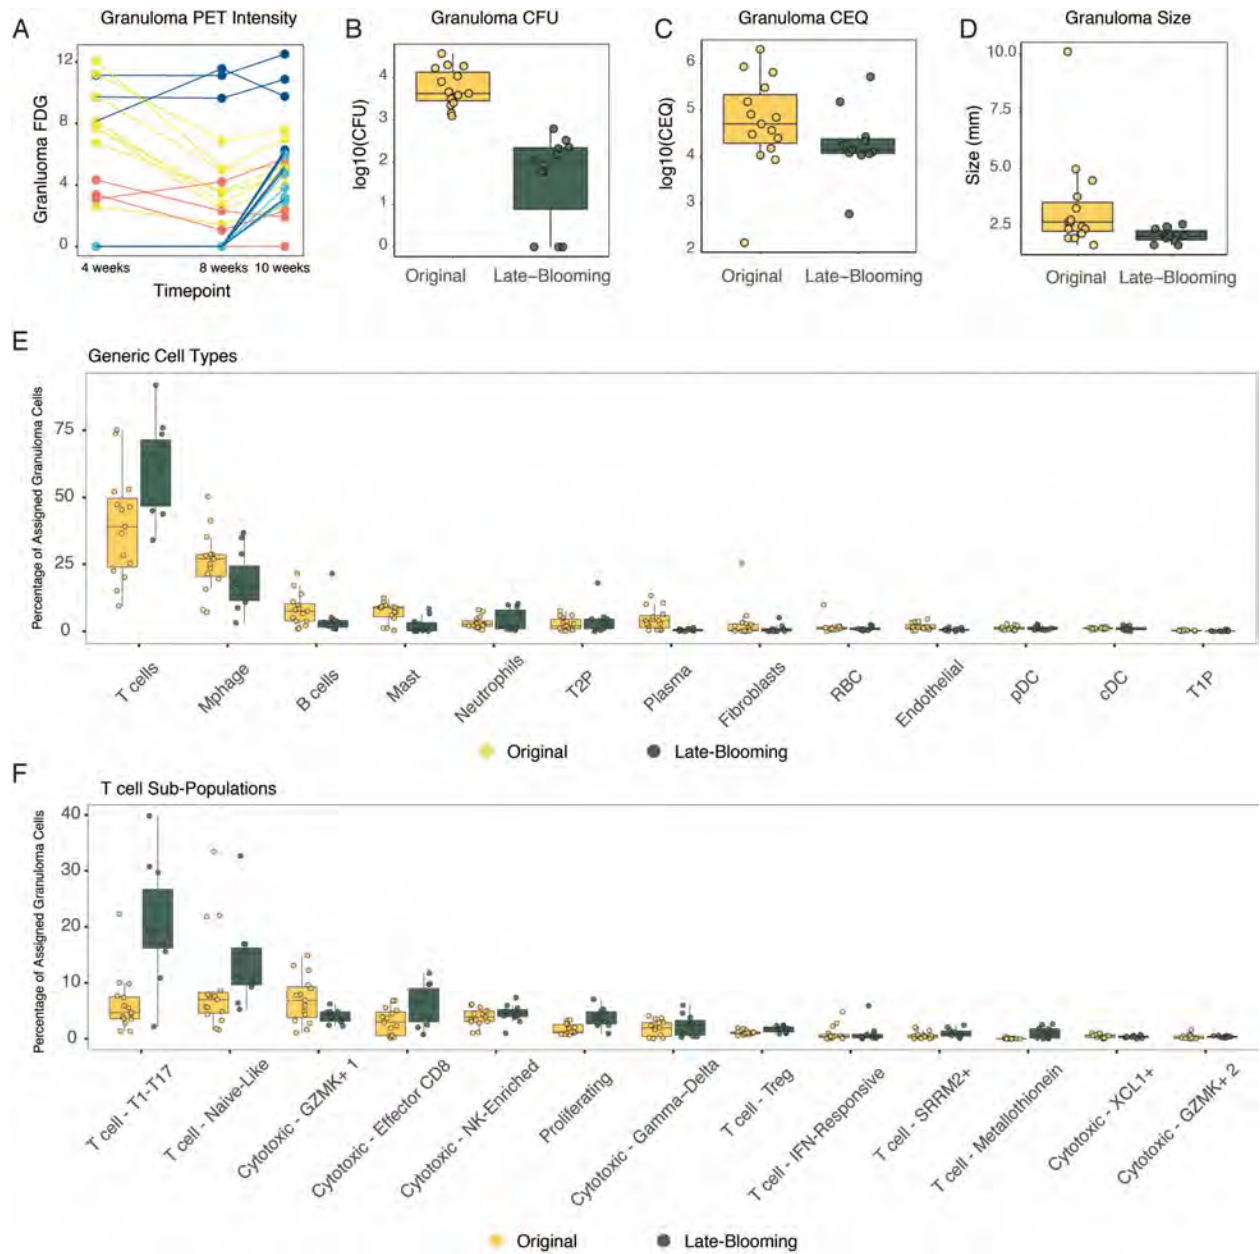 A
Granuloma PET Intensity
Granluoma FDG
12
8
4
0
4 weeks
8 weeks
10 weeks
Timepoint
B
Granuloma CFU
log10(CFU)
4
3
2
1
0
Original
Late-Blooming
C
Granuloma CEQ
log10(CEQ)
6
5
4
3
2
Original
Late-Blooming
D
Granuloma Size
Size (mm)
10.0
7.5
5.0
2.5
Original
Late-Blooming
E
Generic Cell Types
Percentage of Assigned Granuloma Cells
75
50
25
0
T cells
Mphage
B cells
Mast
Neutrophils
T2P
Plasma
Fibroblasts
RBC
Endothelial
pDC
cDC
T1P
Original
Late-Blooming
F
T cell Sub-Populations
Percentage of Assigned Granuloma Cells
40
30
20
10
0
T cell - T1-T17
T cell - Naive-Like
Cytotoxic - GZMK+ 1
Cytotoxic - Effector CD8
Cytotoxic - NK-Enriched
Proliferating
Cytotoxic - Gamma-Delta
T cell - Treg
T cell - IFN-Responsive
T cell - SRRM2+
T cell - Metallothionein
Cytotoxic - XCL1+
Cytotoxic - GZMK+ 2
Original
Late-Blooming